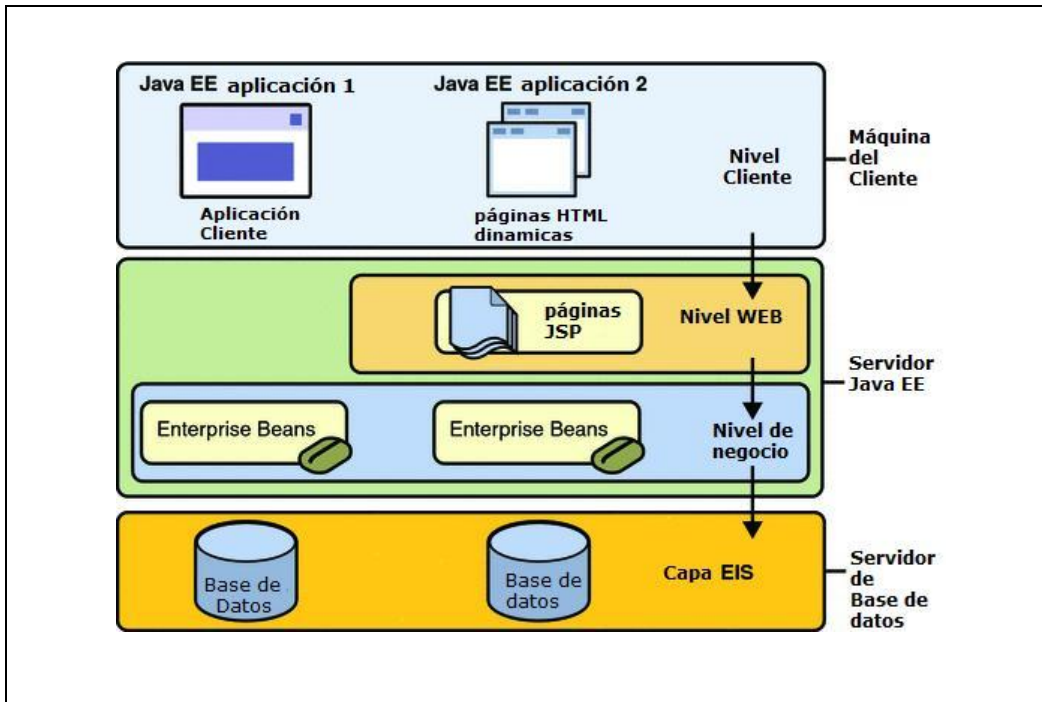 Java EE aplicación 1
Java EE aplicación 2
Aplicación
Cliente
páginas HTML
dinamicas
Nivel
Cliente
Máquina
del
Cliente
páginas
JSP
Nivel WEB
Servidor
Java EE
Enterprise Beans
Enterprise Beans
Nivel de
negocio
Base de
Datos
Base de
datos
Capa EIS
Servidor
de
Base de
datos